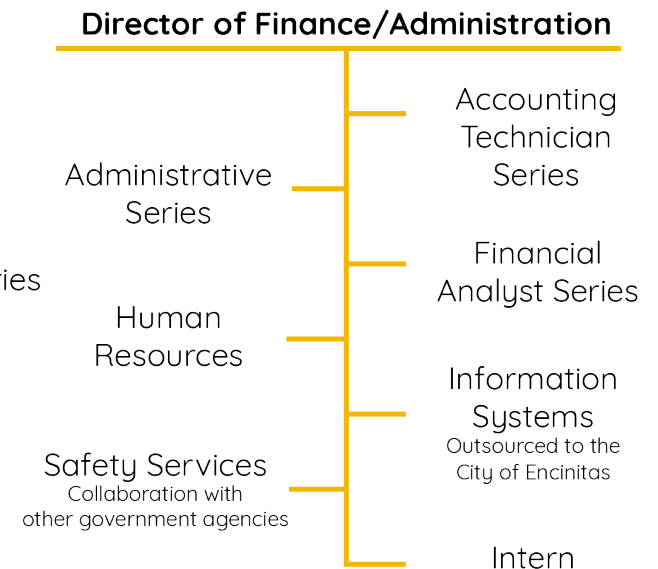 Director of Finance/Administration
Accounting
Technician
Series
Administrative
Series
Financial
Analyst Series
ries
Human
Resources
Information
Systems
Outsourced to the
City of Encinitas
Safety Services
Collaboration with
other government agencies
Intern